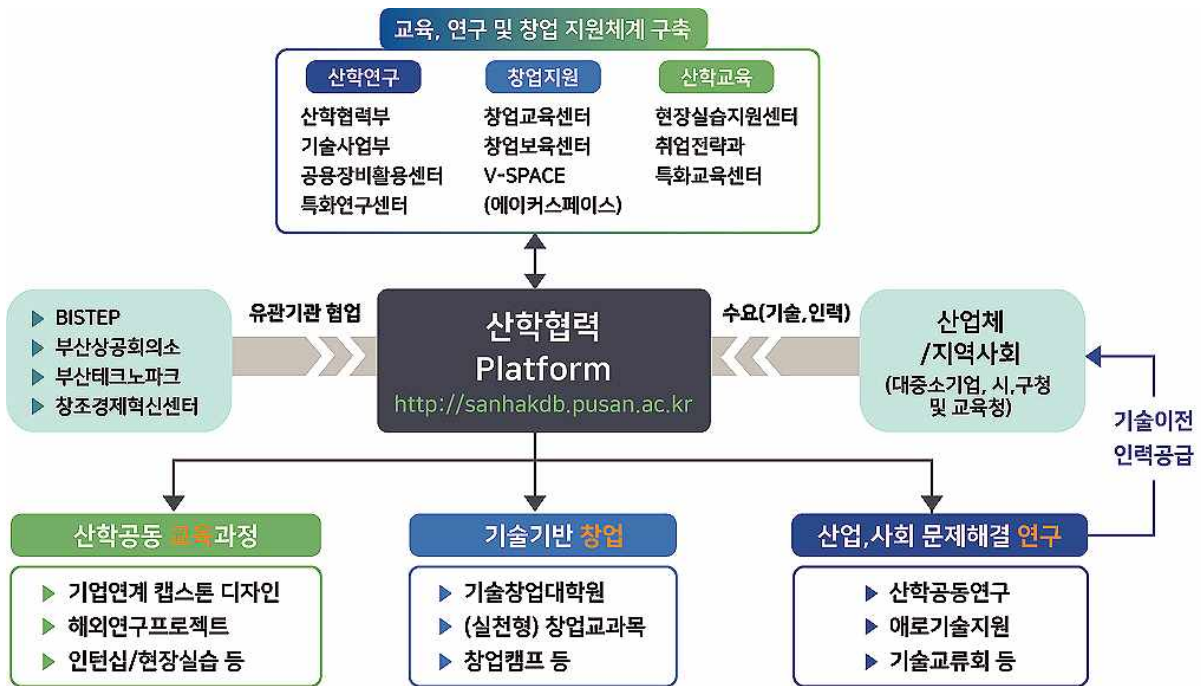 교육, 연구 및 창업 지원체계 구축
산학연구
산학협력부
기술사업부
공용장비활용센터
특화연구센터
창업지원
창업교육센터
창업보육센터
V-SPACE
(에이커스페이스)
산학교육
현장실습지원센터
취업전략과
특화교육센터
BISTEP
부산상공회의소
부산테크노파크
창조경제혁신센터
유관기관 협업
산학협력
Platform
http://sanhakdb.pusan.ac.kr
수요(기술,인력)
산업체
/지역사회
(대중소기업, 시,구청
및 교육청)
기술이전
인력공급
산학공동 교육과정
기업연계 캡스톤 디자인
해외연구프로젝트
인턴십/현장실습 등
기술기반 창업
기술창업대학원
(실천형) 창업교과목
창업캠프 등
산업,사회 문제해결 연구
산학공동연구
애로기술지원
기술교류회 등